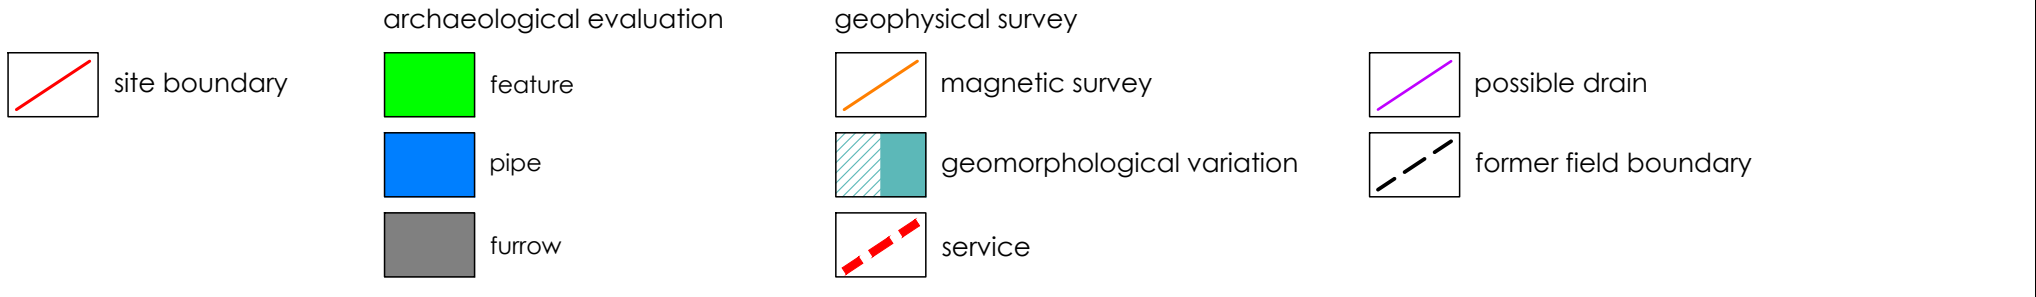 archaeological evaluation
geophysical survey
site boundary
feature
pipe
furrow
magnetic survey
geomorphological variation
service
possible drain
former field boundary